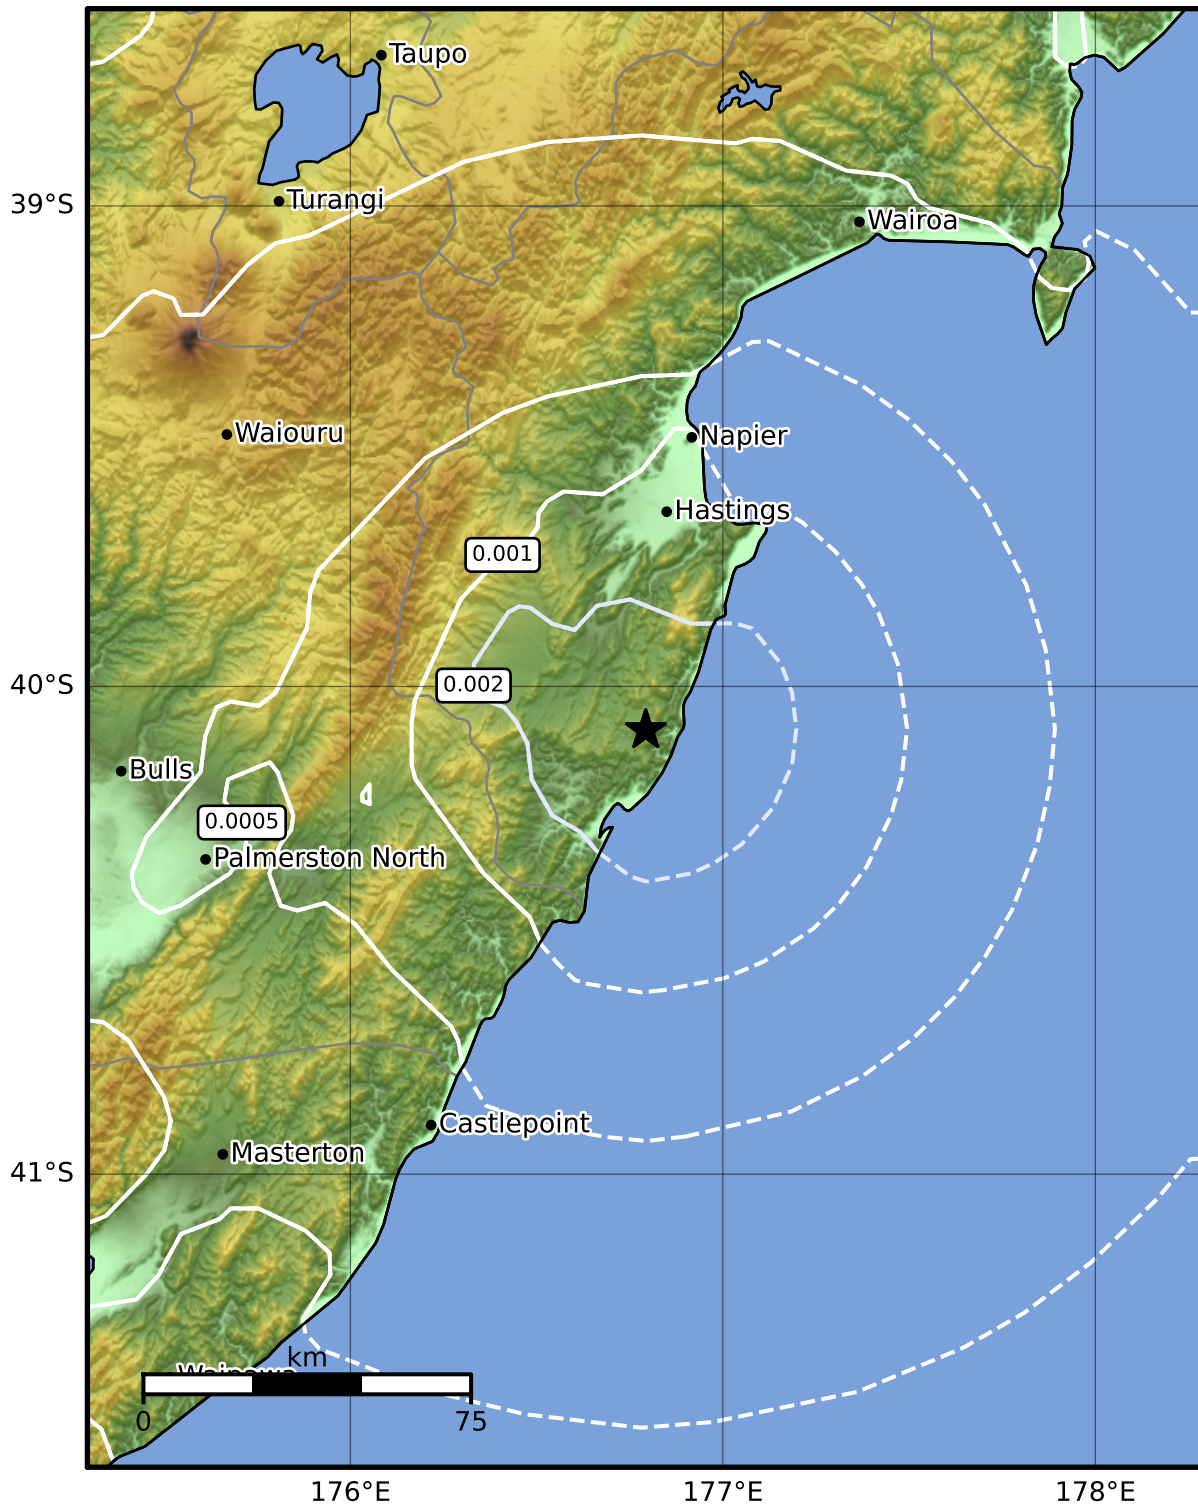 Taupo
Turangi
39°S
Wairoa
Waiouru
Napier
Hastings
0.001
0.002
40°S
Bulls
0.0005
Palmerston North
Castlepoint
Masterton
41°S
km
0
75
176°E
177°E
178°E